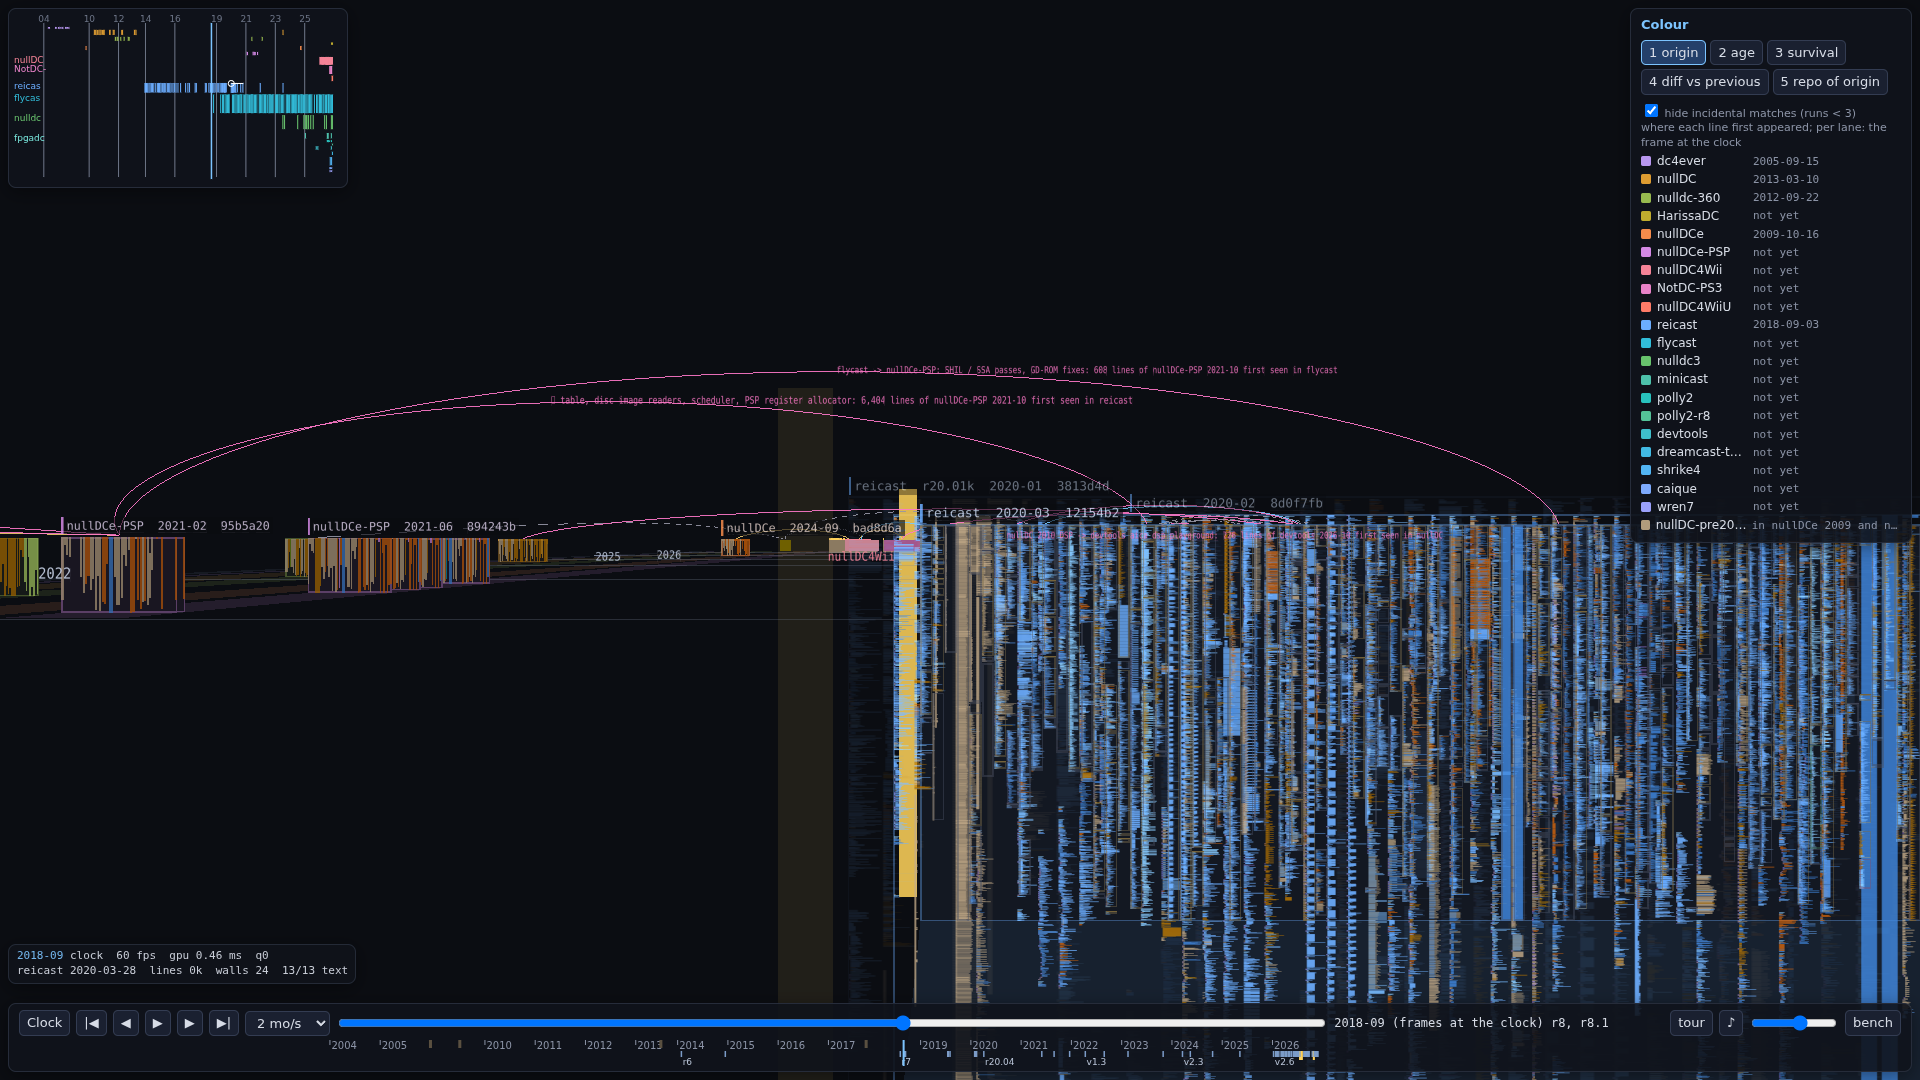 04 10 12 14 16 19 21 23 25
nullDC
NotDC-
reicas
flycas
nulldc
fpgadc
Colour
1 origin 2 age 3 survival
4 diff vs previous 5 repo of origin
hide incidental matches (runs < 3)
where each line first appeared; per lane: the
frame at the clock
dc4ever 2005-09-15
nullDC 2013-03-10
nulldc-360 2012-09-22
HarissaDC not yet
nullDCe 2009-10-16
nullDCe-PSP not yet
nullDC4Wii not yet
NotDC-PS3 not yet
nullDC4WiiU not yet
reicast 2018-09-03
flycast not yet
nulldc3 not yet
minicast not yet
polly2 not yet
polly2-r8 not yet
devtools not yet
dreamcast-t... not yet
shrike4 not yet
caique not yet
wren7 not yet
nullDC-pre20... in nullDCe 2009 and n...
flycast -> nullDCe-PSP: SHIL / SSA passes, GD-ROM fixes: 608 lines of nullDCe-PSP 2021-10 first seen in flycast
table, disc image readers, scheduler, PSP register allocator: 6,404 lines of nullDCe-PSP 2021-10 first seen in reicast
reicast r20.01k 2020-01 3813d4d
reicast 2020-02 8d0f7fb
reicast 2020-03 12154b2
nullDCe-PSP 2021-02 95b5a20
nullDCe-PSP 2021-06 894243b
nullDCe 2024-09 bad8d6a
2025 2026
nullDC4Wii
2022
2018-09 clock 60 fps gpu 0.46 ms q0
reicast 2020-03-28 lines 0k walls 24 13/13 text
Clock |◀ ◀ ▶ ▶ ▶| 2 mo/s 2018-09 (frames at the clock) r8, r8.1 tour ♪ bench
2004 2005 2010 2011 2012 2013 2014 2015 2016 2017 2019 2020 2021 2022 2023 2024 2025 2026
r6 r7 r20.04 v1.3 v2.3 v2.6